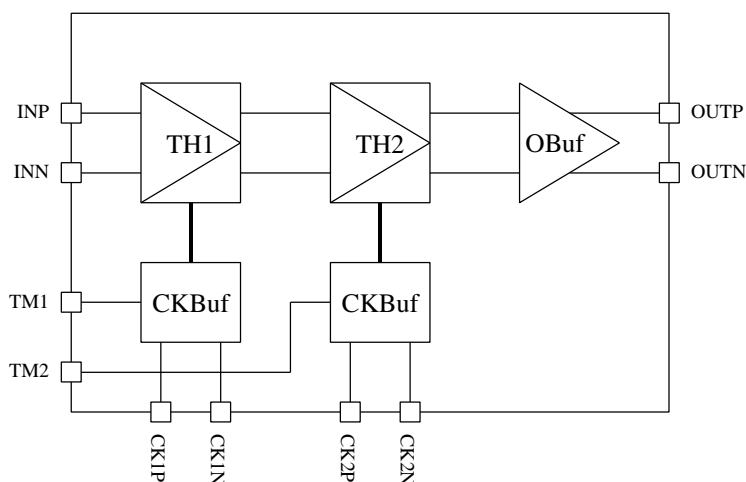 INP
TH1
TH2
OBuf
OUTP
INN
OUTN
TM1
CKBuf
CKBuf
TM2
CK1P
CK1N
CK2P
CK2N